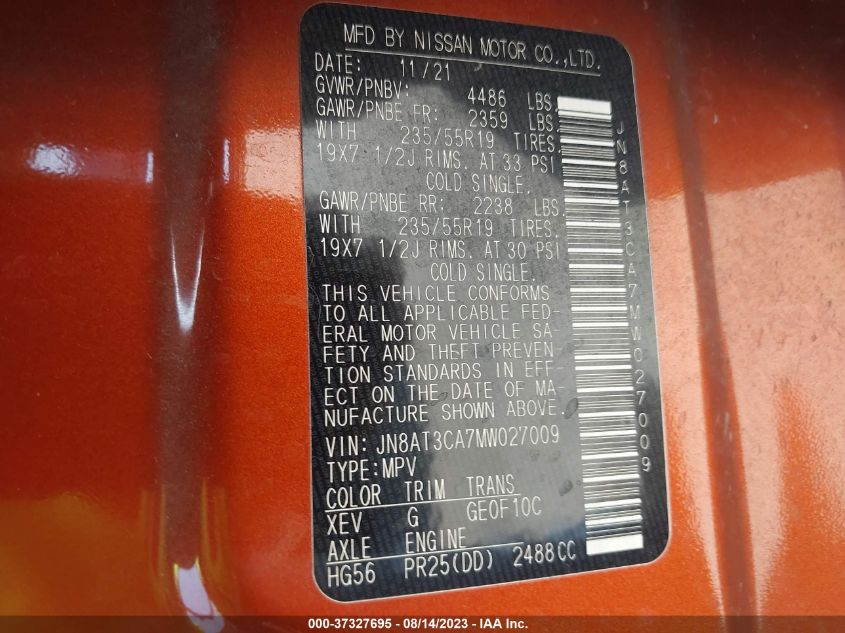 MFD BY NISSAN MOTOR CO.,LTD.
DATE: 11/21
GVWR/PNBV: 4486 LBS.
GAWR/PNBE FR: 2359 LBS.
WITH 235/55R19 TIRES.
19X7 1/2J RIMS. AT 33 PSI
COLD SINGLE.
GAWR/PNBE RR: 2238 LBS.
WITH 235/55R19 TIRES.
19X7 1/2J RIMS. AT 30 PSI
COLD SINGLE.
THIS VEHICLE CONFORMS
TO ALL APPLICABLE FED-
ERAL MOTOR VEHICLE SA-
FETY AND THEFT PREVEN-
TION STANDARDS IN EFF-
ECT ON THE DATE OF MA-
NUFACTURE SHOWN ABOVE.
VIN: JN8AT3CA7MW027009
TYPE:MPV
COLOR TRIM TRANS
XEV G GE0F10C
AXLE ENGINE
HG56 PR25(DD) 2488CC
JN8AT3CA7MW027009
000-37327695 - 08/14/2023 - IAA Inc.